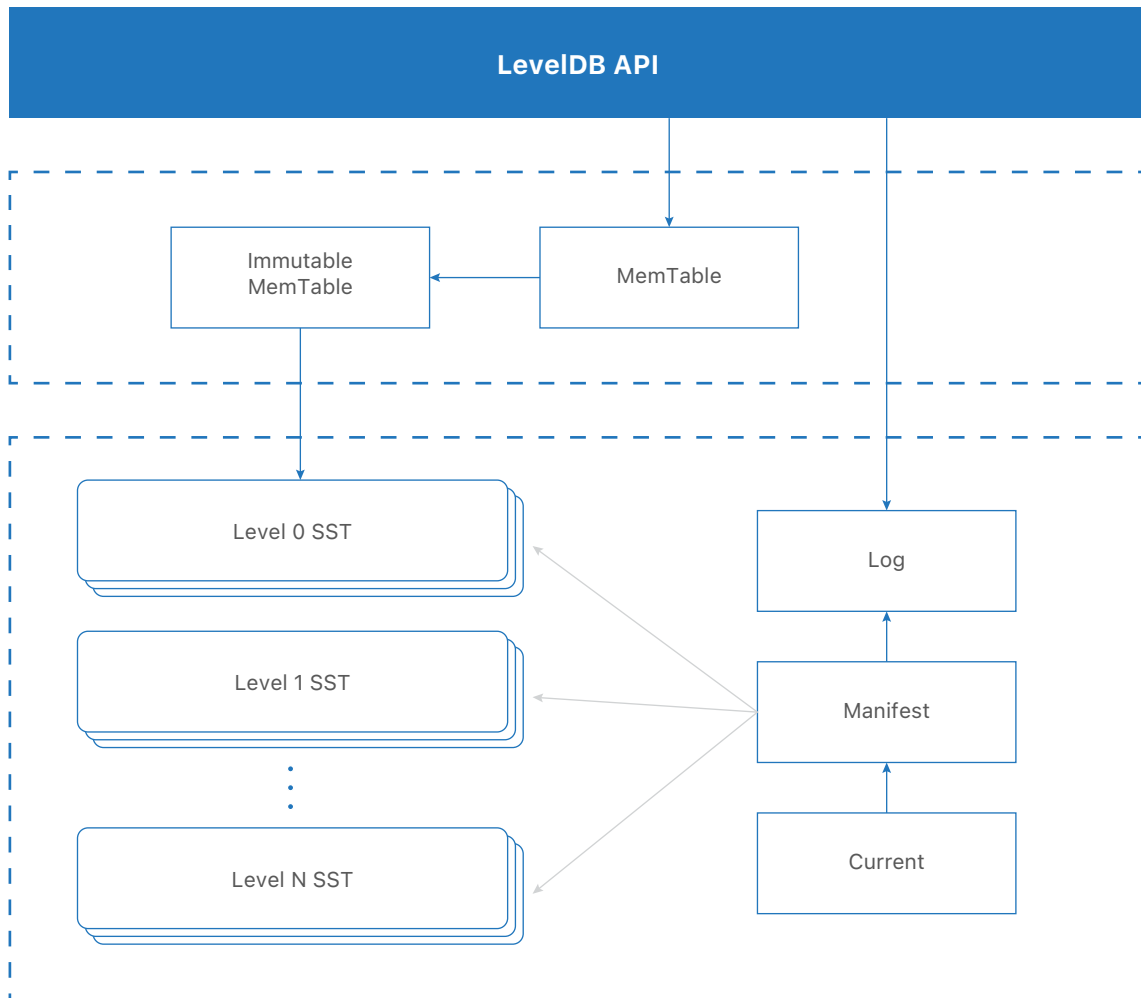 LevelDB API
Immutable
MemTable
MemTable
Level 0 SST
Log
Level 1 SST
Manifest
Level N SST
Current